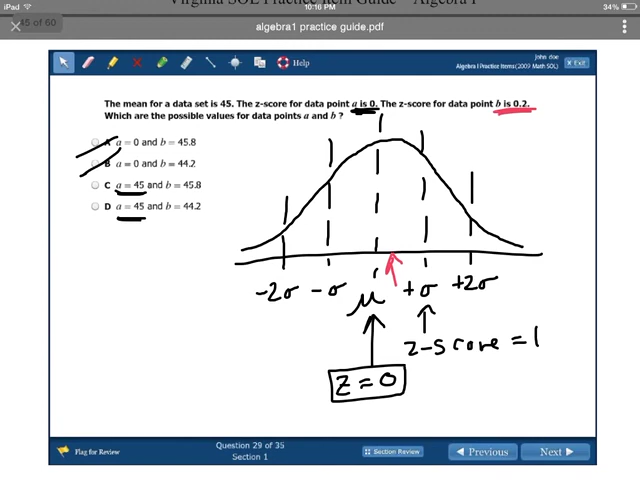 Virginia SOL Practice Item Guide – Algebra I
iPad
10:16 PM
34%
45 of 60
algebra1 practice guide.pdf
Help
john doe
Algebra I Practice Items (2009 Math SOL)
Exit
The mean for a data set is 45. The z-score for data point a is 0. The z-score for data point b is 0.2.
Which are the possible values for data points a and b ?
A a = 0 and b = 45.8
B a = 0 and b = 44.2
C a = 45 and b = 45.8
D a = 45 and b = 44.2
-2σ -σ μ +σ +2σ
z-score = 1
z = 0
Flag for Review
Question 29 of 35
Section 1
Section Review
Previous
Next